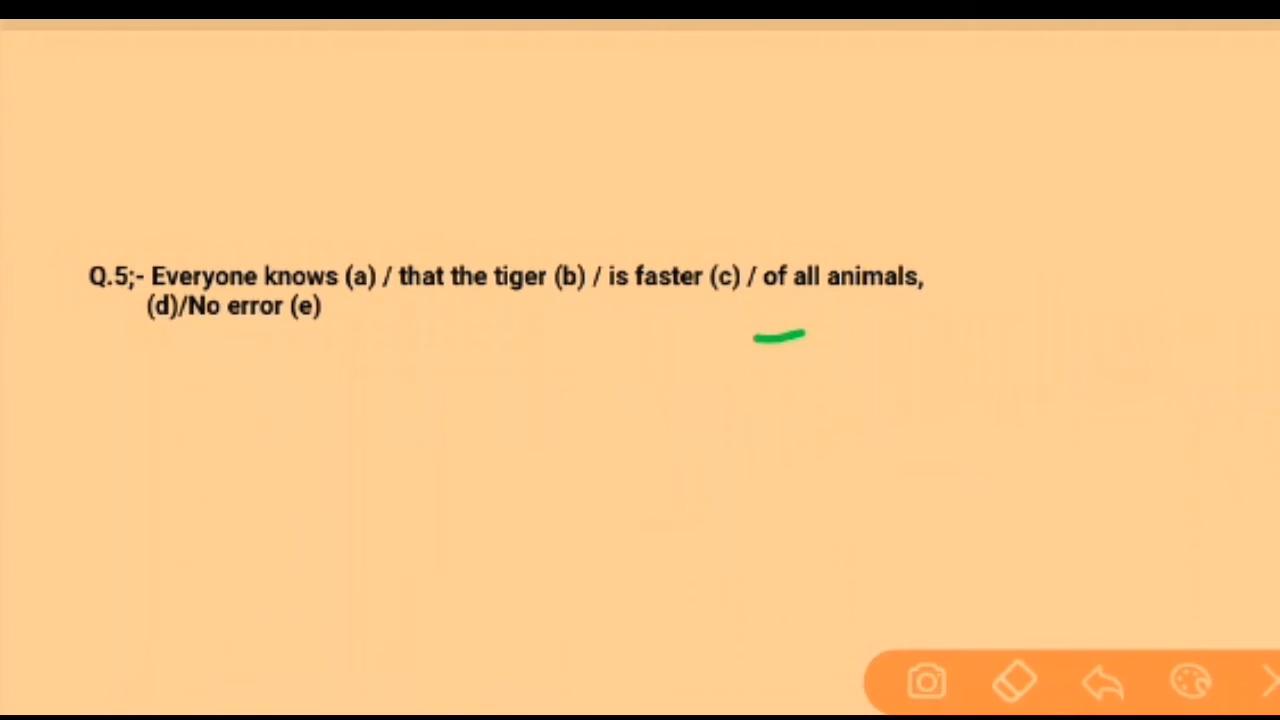 Q.5;- Everyone knows (a) / that the tiger (b) / is faster (c) / of all animals,
(d)/No error (e)